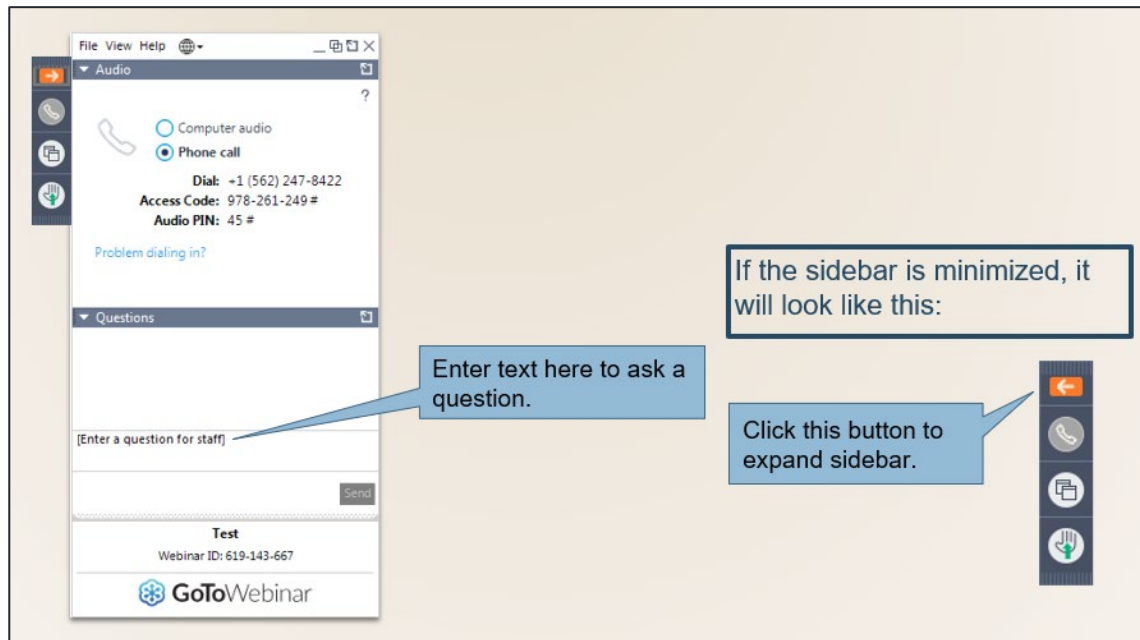 File View Help
Audio
?
Computer audio
Phone call
Dial: +1 (562) 247-8422
Access Code: 978-261-249 #
Audio PIN: 45 #
Problem dialing in?
Questions
[Enter a question for staff]
Send
Test
Webinar ID: 619-143-667
GoToWebinar
Enter text here to ask a
question.
If the sidebar is minimized, it
will look like this:
Click this button to
expand sidebar.